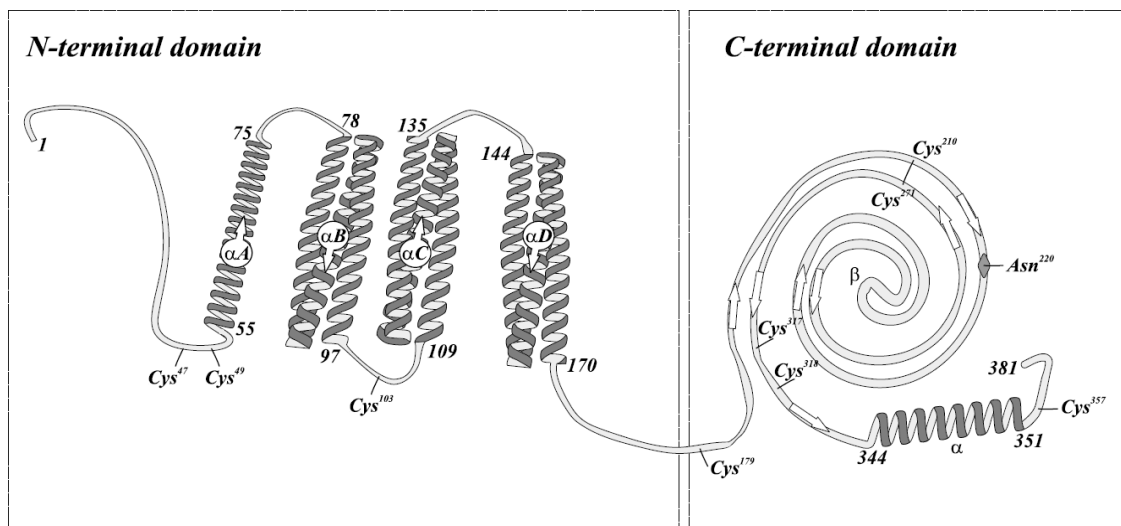 N-terminal domain
C-terminal domain
1
75
78
135
144
Cys210
Cys271
αA
αB
αC
αD
β
Asn220
55
97
109
170
Cys47
Cys49
Cys103
Cys317
Cys318
381
Cys357
344
α
351
Cys179